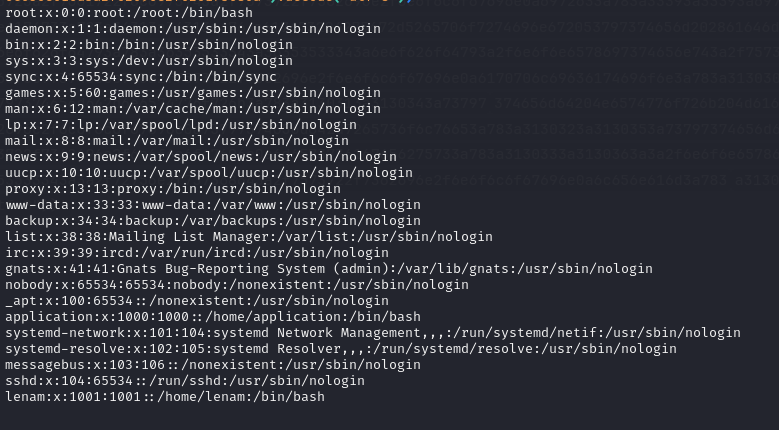 root:x:0:0:root:/root:/bin/bash
daemon:x:1:1:daemon:/usr/sbin:/usr/sbin/nologin
bin:x:2:2:bin:/bin:/usr/sbin/nologin
sys:x:3:3:sys:/dev:/usr/sbin/nologin
sync:x:4:65534:sync:/bin:/bin/sync
games:x:5:60:games:/usr/games:/usr/sbin/nologin
man:x:6:12:man:/var/cache/man:/usr/sbin/nologin
lp:x:7:7:lp:/var/spool/lpd:/usr/sbin/nologin
mail:x:8:8:mail:/var/mail:/usr/sbin/nologin
news:x:9:9:news:/var/spool/news:/usr/sbin/nologin
uucp:x:10:10:uucp:/var/spool/uucp:/usr/sbin/nologin
proxy:x:13:13:proxy:/bin:/usr/sbin/nologin
www-data:x:33:33:www-data:/var/www:/usr/sbin/nologin
backup:x:34:34:backup:/var/backups:/usr/sbin/nologin
list:x:38:38:Mailing List Manager:/var/list:/usr/sbin/nologin
irc:x:39:39:ircd:/var/run/ircd:/usr/sbin/nologin
gnats:x:41:41:Gnats Bug-Reporting System (admin):/var/lib/gnats:/usr/sbin/nologin
nobody:x:65534:65534:nobody:/nonexistent:/usr/sbin/nologin
_apt:x:100:65534::/nonexistent:/usr/sbin/nologin
application:x:1000:1000::/home/application:/bin/bash
systemd-network:x:101:104:systemd Network Management,,,:/run/systemd/netif:/usr/sbin/nologin
systemd-resolve:x:102:105:systemd Resolver,,,:/run/systemd/resolve:/usr/sbin/nologin
messagebus:x:103:106::/nonexistent:/usr/sbin/nologin
sshd:x:104:65534::/run/sshd:/usr/sbin/nologin
lenam:x:1001:1001::/home/lenam:/bin/bash